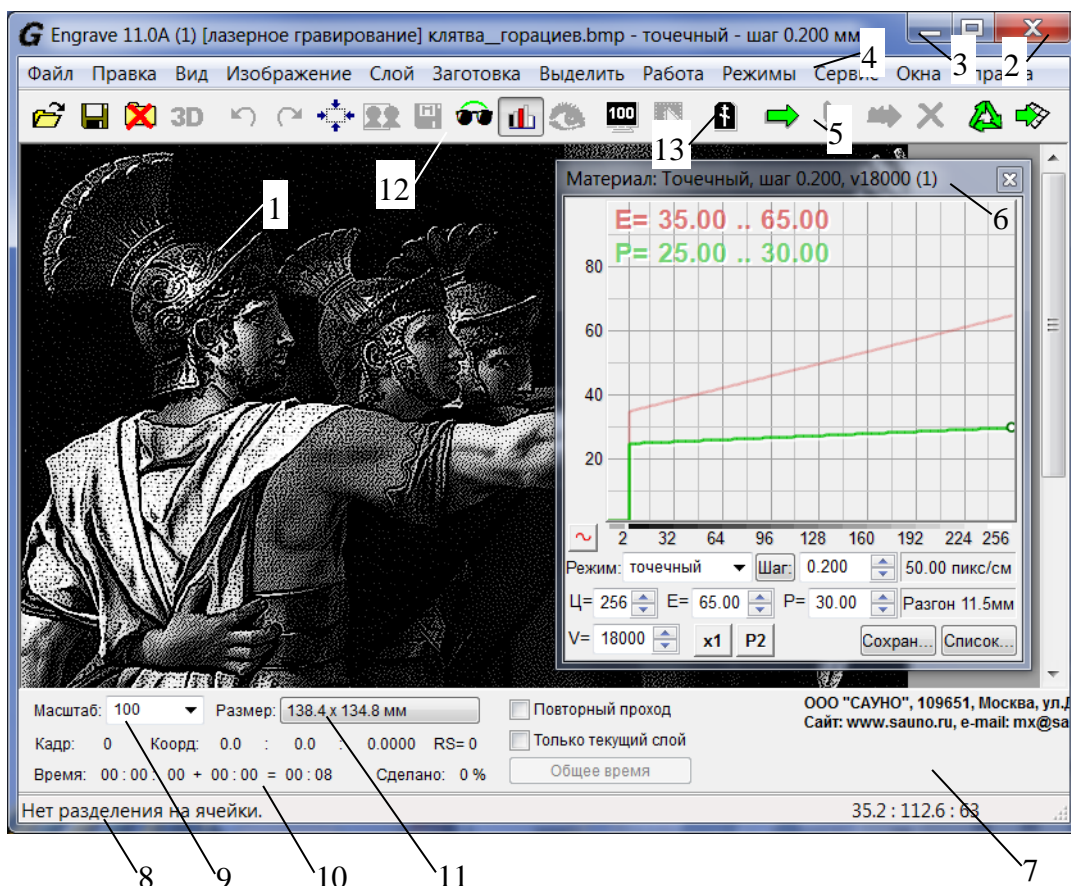 G Engrave 11.0A (1) [лазерное гравирование] клятва__горациев.bmp - точечный - шаг 0.200 мм
Файл Правка Вид Изображение Слой Заготовка Выделить Работа Режимы Сервис Окна
4 3 2
3D 100
12 13 5
1
Материал: Точечный, шаг 0.200, v18000 (1)
6
E= 35.00 .. 65.00
P= 25.00 .. 30.00
80
60
40
20
2 32 64 96 128 160 192 224 256
Режим: точечный Шаг: 0.200 50.00 пикс/см
Ц= 256 E= 65.00 P= 30.00 Разгон 11.5мм
V= 18000 x1 P2 Сохран... Список...
Масштаб: 100 Размер: 138.4 x 134.8 мм Повторный проход ООО "САУНО", 109651, Москва, ул.
Сайт: www.sauno.ru, e-mail: mx@sa
Кадр: 0 Коорд: 0.0 : 0.0 : 0.0000 RS= 0 Только текущий слой
Время: 00 : 00 : 00 + 00 : 00 = 00 : 08 Сделано: 0 % Общее время
Нет разделения на ячейки. 35.2 : 112.6 : 63
8 9 10 11 7